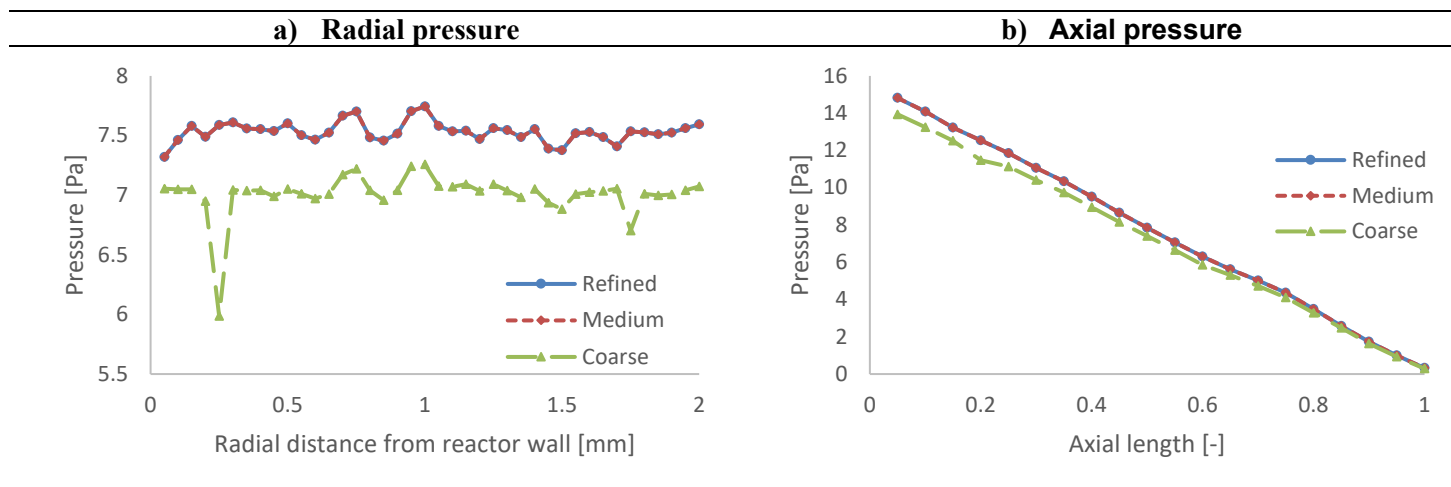 a) Radial pressure
b) Axial pressure
8
7.5
7
6.5
6
5.5
Pressure [Pa]
0
0.5
1
1.5
2
Radial distance from reactor wall [mm]
Refined
Medium
Coarse
16
14
12
10
8
6
4
2
0
Pressure [Pa]
0
0.2
0.4
0.6
0.8
1
Axial length [-]
Refined
Medium
Coarse